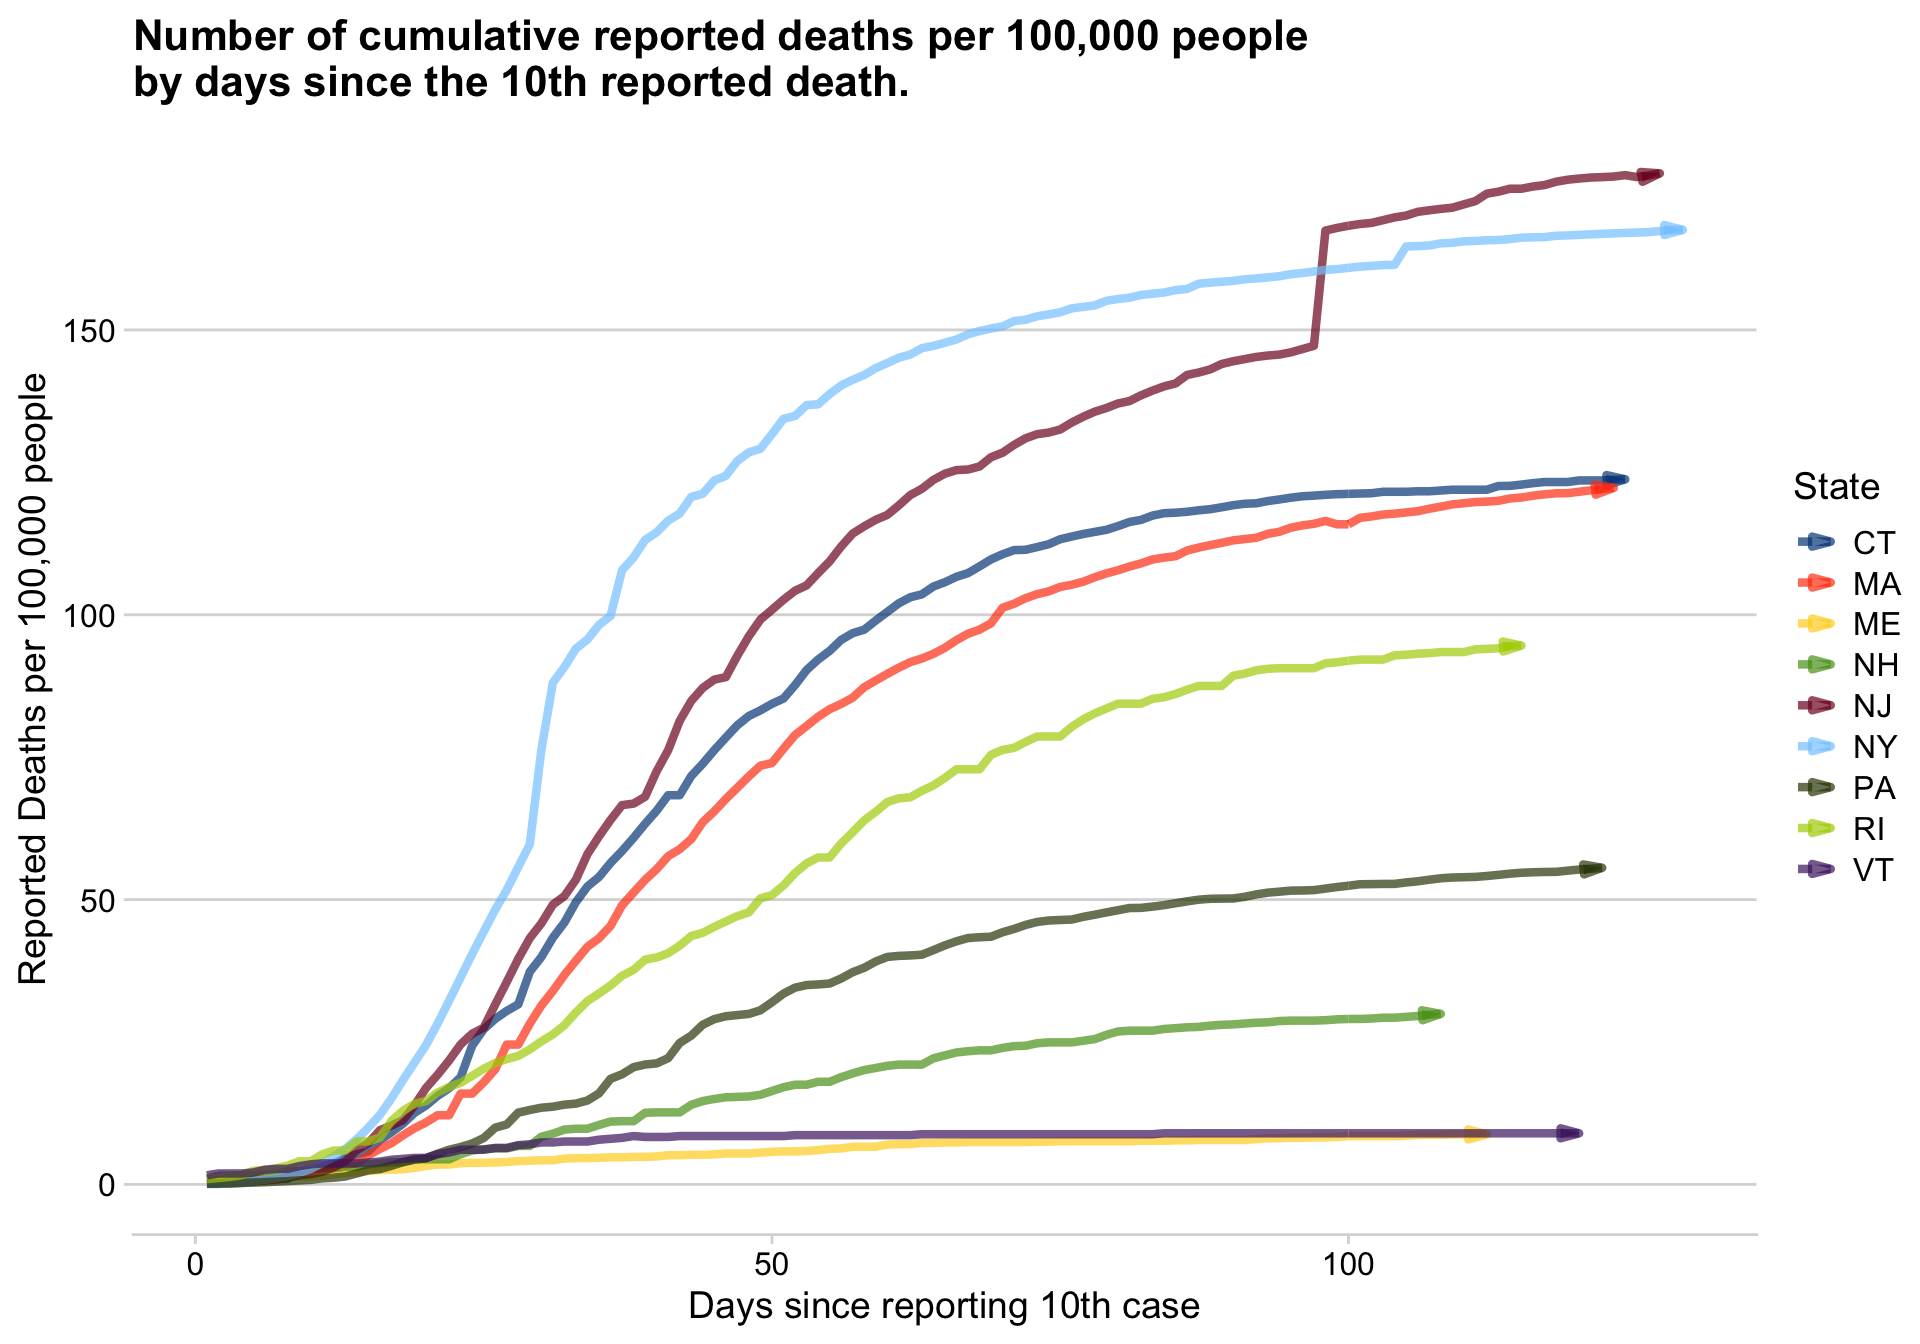 Number of cumulative reported deaths per 100,000 people
by days since the 10th reported death.
Reported Deaths per 100,000 people
150
100
50
0
0
50
100
Days since reporting 10th case
State
CT
MA
ME
NH
NJ
NY
PA
RI
VT